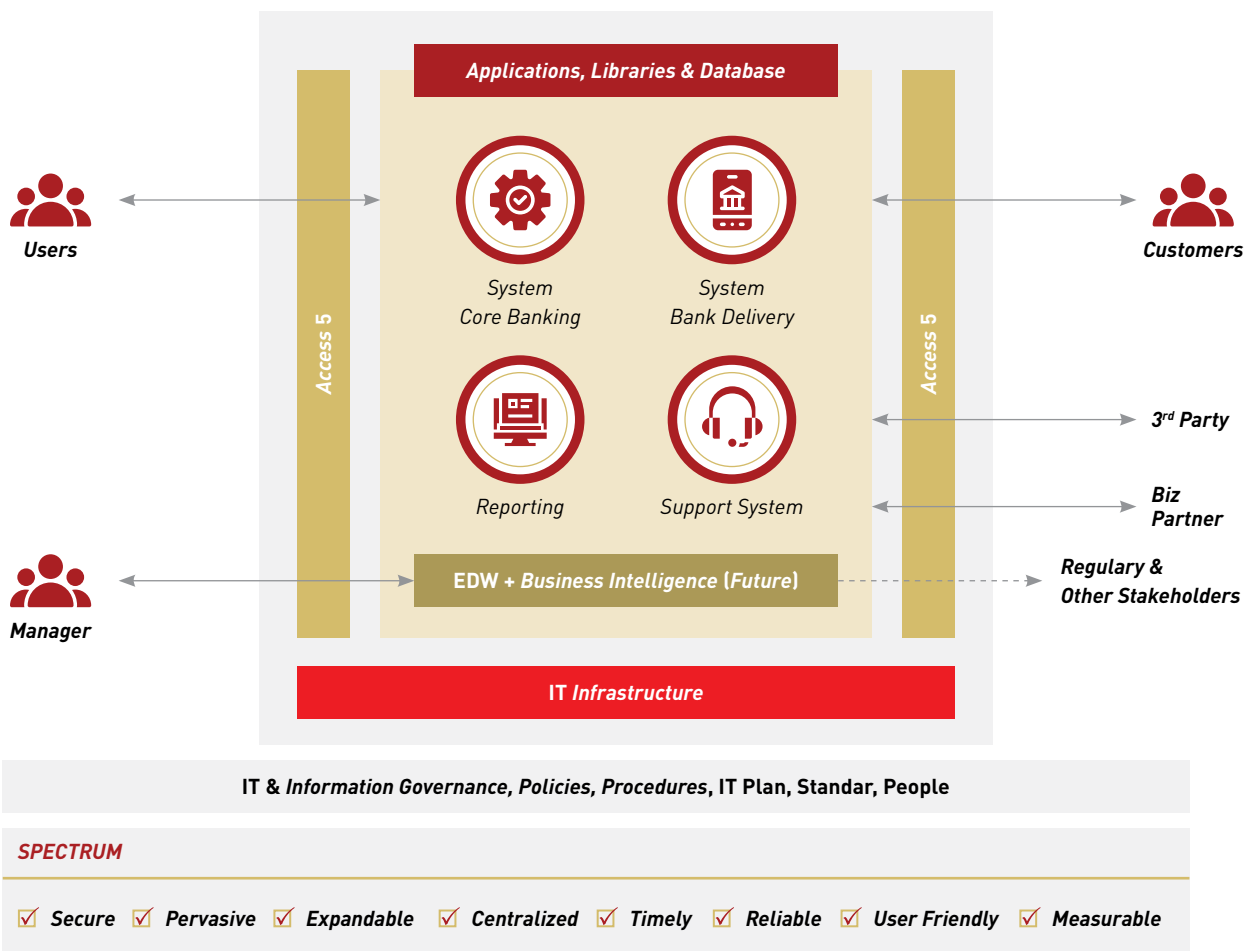 Applications, Libraries & Database
Users
Customers
System
Core Banking
System
Bank Delivery
Access 5
Access 5
3rd Party
Reporting
Support System
Biz
Partner
Manager
EDW + Business Intelligence (Future)
Regulary &
Other Stakeholders
IT Infrastructure
IT & Information Governance, Policies, Procedures, IT Plan, Standar, People
SPECTRUM
Secure Pervasive Expandable Centralized Timely Reliable User Friendly Measurable